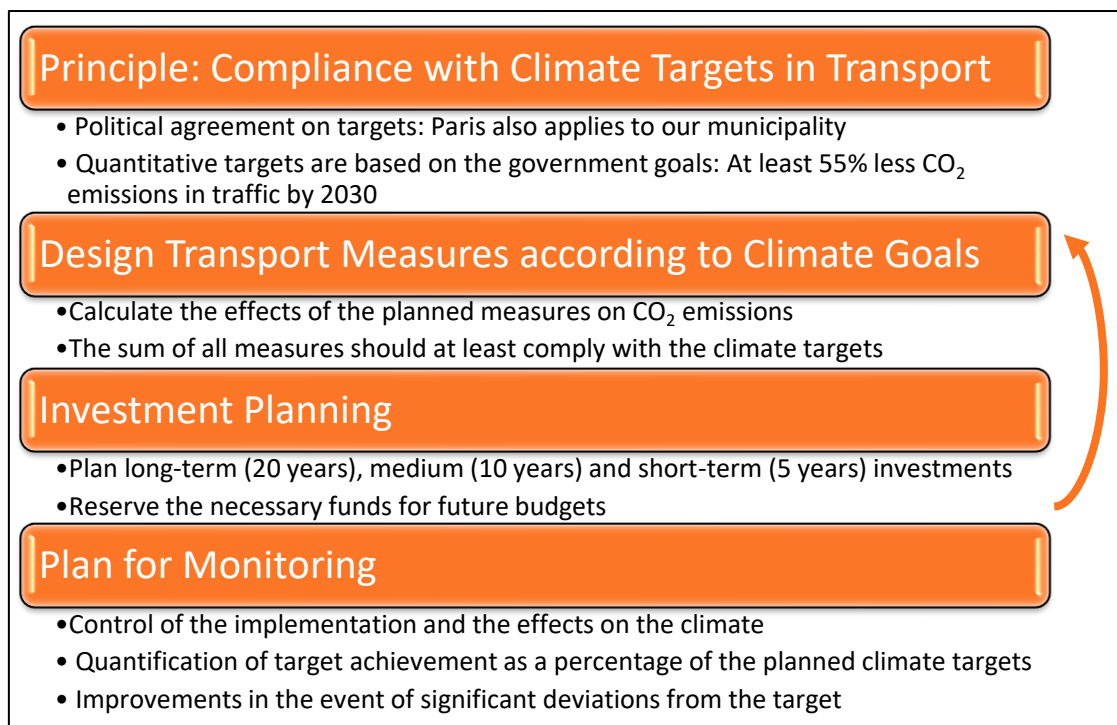 Principle: Compliance with Climate Targets in Transport
• Political agreement on targets: Paris also applies to our municipality
• Quantitative targets are based on the government goals: At least 55% less CO₂
emissions in traffic by 2030
Design Transport Measures according to Climate Goals
•Calculate the effects of the planned measures on CO₂ emissions
•The sum of all measures should at least comply with the climate targets
Investment Planning
•Plan long-term (20 years), medium (10 years) and short-term (5 years) investments
•Reserve the necessary funds for future budgets
Plan for Monitoring
•Control of the implementation and the effects on the climate
• Quantification of target achievement as a percentage of the planned climate targets
• Improvements in the event of significant deviations from the target